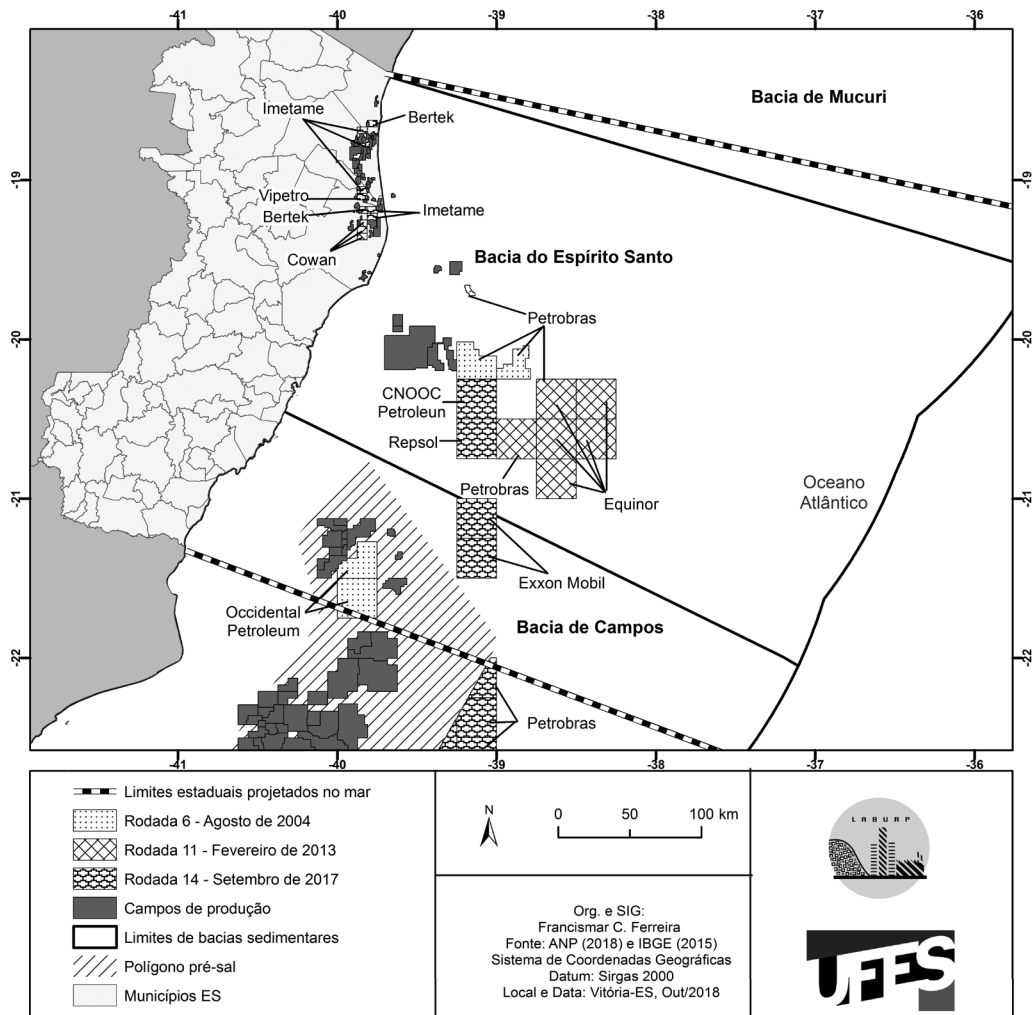 -41 -40 -39 -38 -37 -36
Bacia de Mucuri
Imetame
Bertek
-19 -19
Vipetro
Bertek
Imetame
Cowan
Bacia do Espírito Santo
Petrobras
-20 -20
CNOOC
Petroleun
Repsol
Petrobras
Equinor
Oceano
Atlântico
-21 -21
Exxon Mobil
Occidental
Petroleum
Bacia de Campos
-22 -22
Petrobras
-41 -40 -39 -38 -37 -36
Limites estaduais projetados no mar
Rodada 6 - Agosto de 2004
Rodada 11 - Fevereiro de 2013
Rodada 14 - Setembro de 2017
Campos de produção
Limites de bacias sedimentares
Polígono pré-sal
Municípios ES
N
0 50 100 km
Org. e SIG:
Francismar C. Ferreira
Fonte: ANP (2018) e IBGE (2015)
Sistema de Coordenadas Geográficas
Datum: Sirgas 2000
Local e Data: Vitória-ES, Out/2018
LABURP
UFES